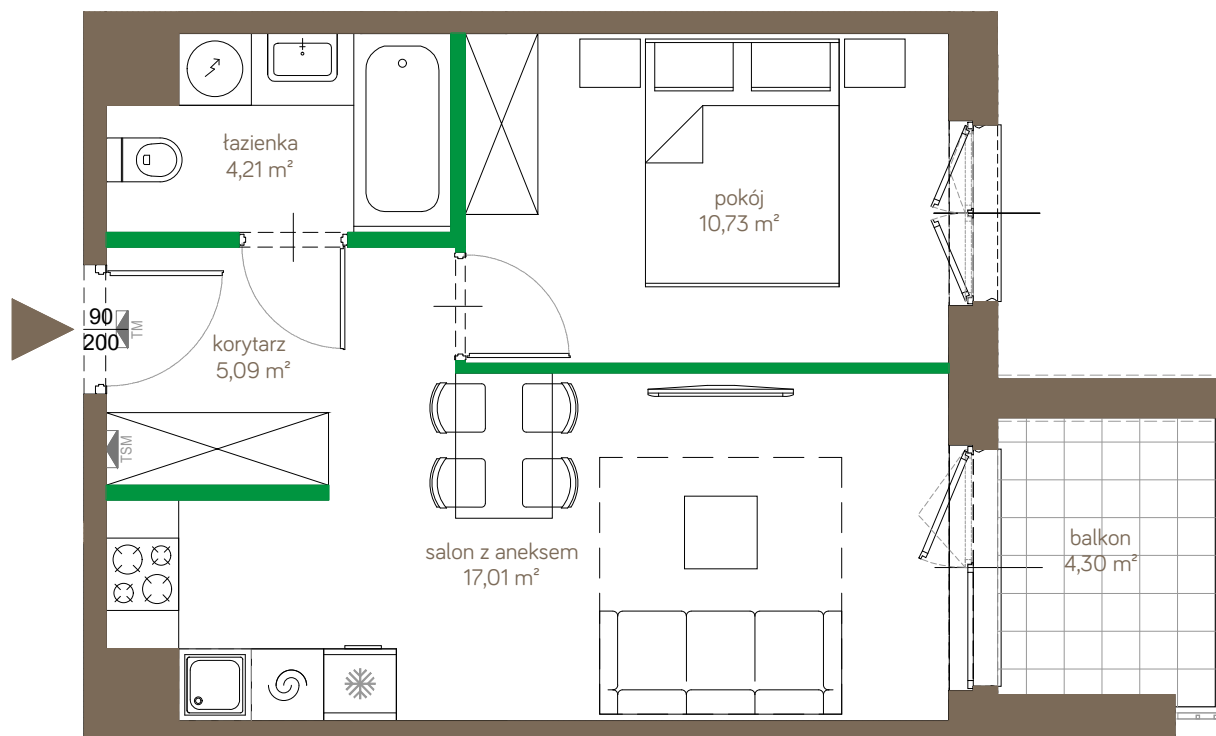 łazienka
4,21 m²
pokój
10,73 m²
90
200
TM
korytarz
5,09 m²
TSM
salon z aneksem
17,01 m²
balkon
4,30 m²